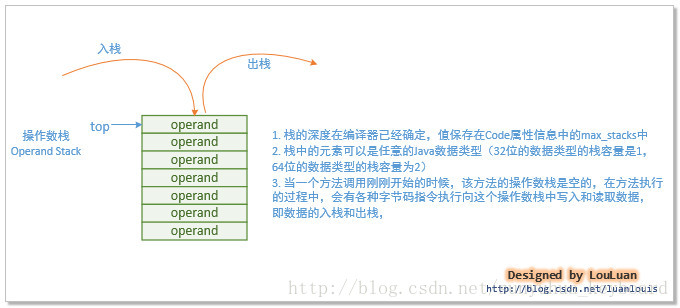 入栈
出栈
操作数栈
Operand Stack
top
operand
operand
operand
operand
operand
operand
operand
1. 栈的深度在编译器已经确定，值保存在Code属性信息中的max_stacks中
2. 栈中的元素可以是任意的Java数据类型（32位的数据类型的栈容量是1，
64位的数据类型的栈容量为2）
3. 当一个方法调用刚刚开始的时候，该方法的操作数栈是空的，在方法执行
的过程中，会有各种字节码指令执行向这个操作数栈中写入和读取数据，
即数据的入栈和出栈，
Designed by LouLuan
http://blog.csdn.net/luanlouis
http://blog.csdn.net/